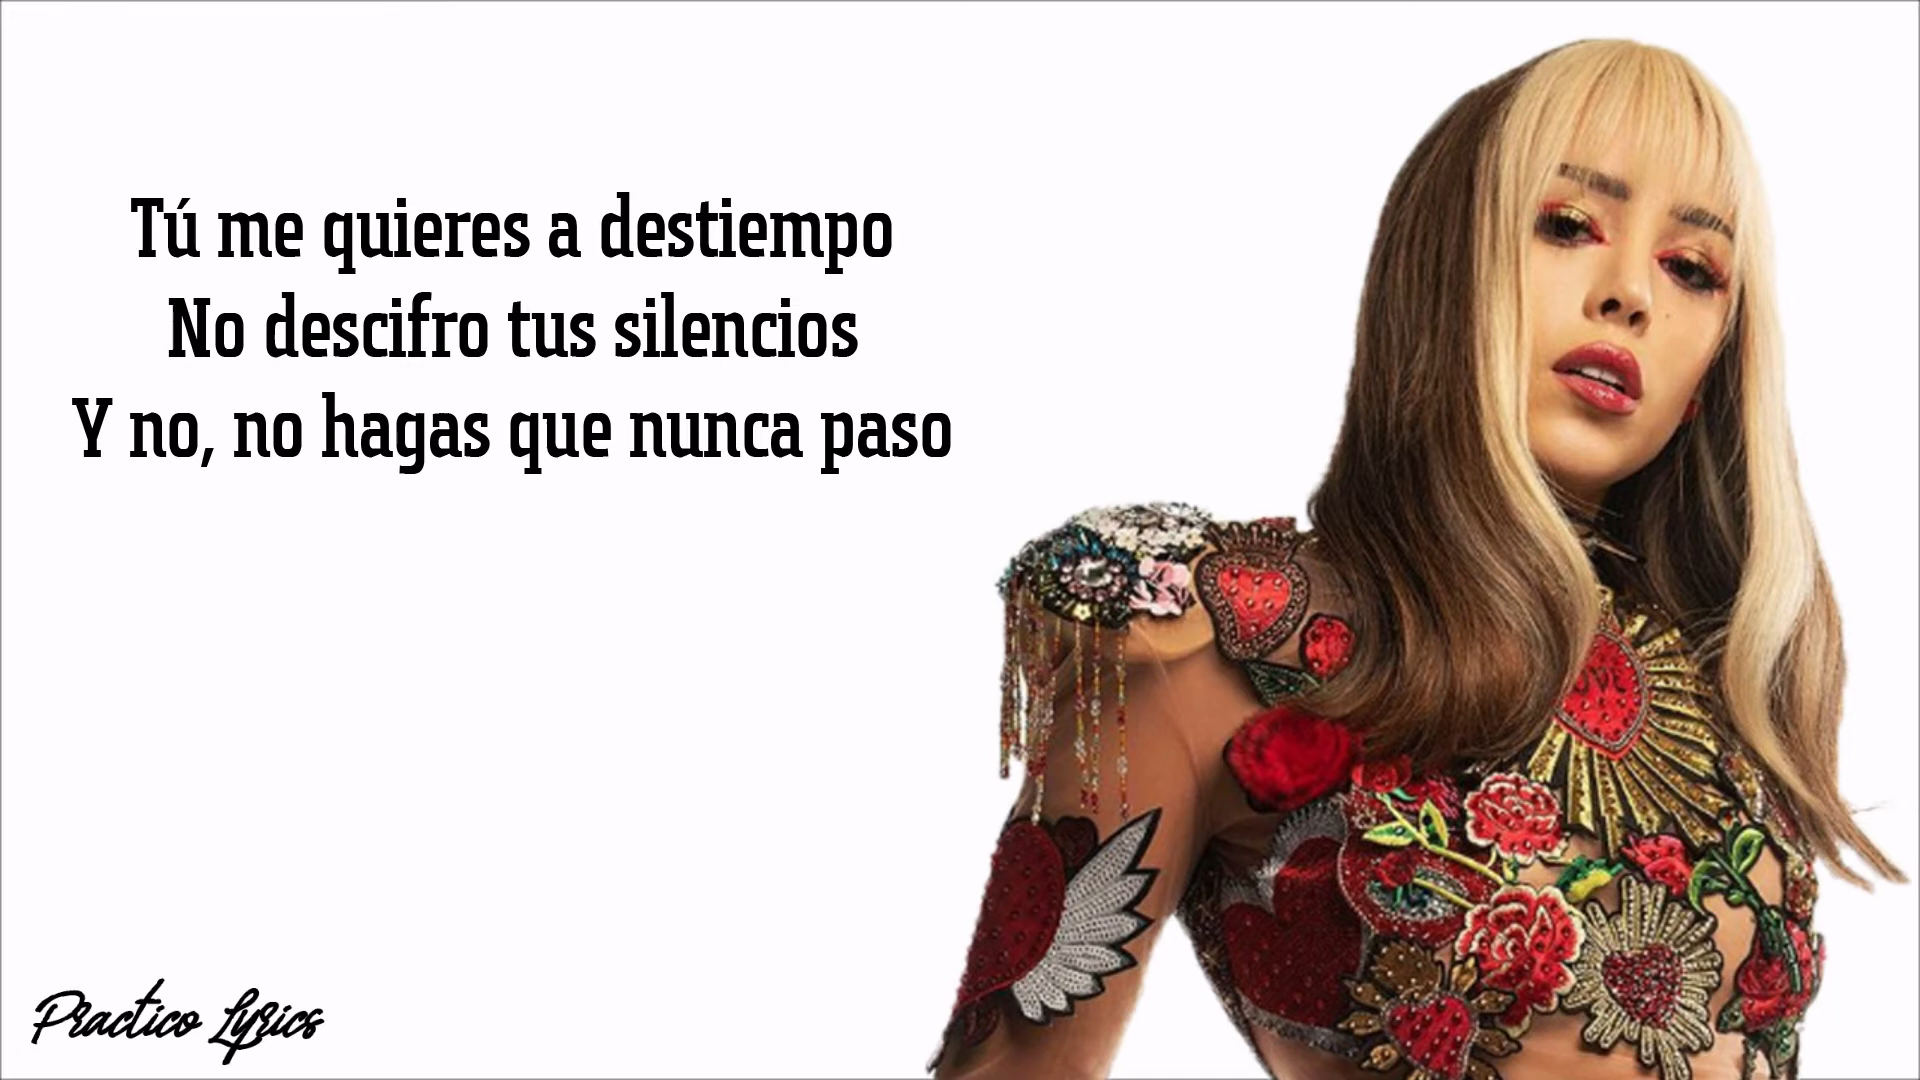 Tú me quieres a destiempo
No descifro tus silencios
Y no, no hagas que nunca paso
Practico Lyrics